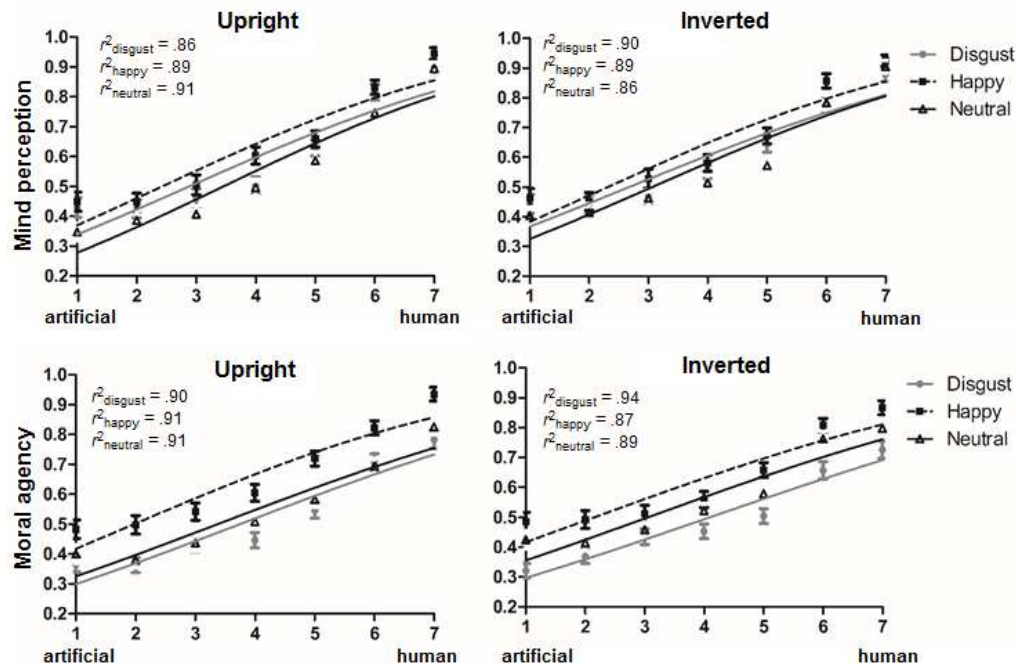 Upright
Inverted
Mind perception
1.0
0.9
0.8
0.7
0.6
0.5
0.4
0.3
0.2
r²disgust = .86
r²happy = .89
r²neutral = .91
1 2 3 4 5 6 7
artificial human
1.0
0.9
0.8
0.7
0.6
0.5
0.4
0.3
0.2
r²disgust = .90
r²happy = .89
r²neutral = .86
1 2 3 4 5 6 7
artificial human
Disgust
Happy
Neutral
Upright
Inverted
Moral agency
1.0
0.9
0.8
0.7
0.6
0.5
0.4
0.3
0.2
r²disgust = .90
r²happy = .91
r²neutral = .91
1 2 3 4 5 6 7
artificial human
1.0
0.9
0.8
0.7
0.6
0.5
0.4
0.3
0.2
r²disgust = .94
r²happy = .87
r²neutral = .89
1 2 3 4 5 6 7
artificial human
Disgust
Happy
Neutral